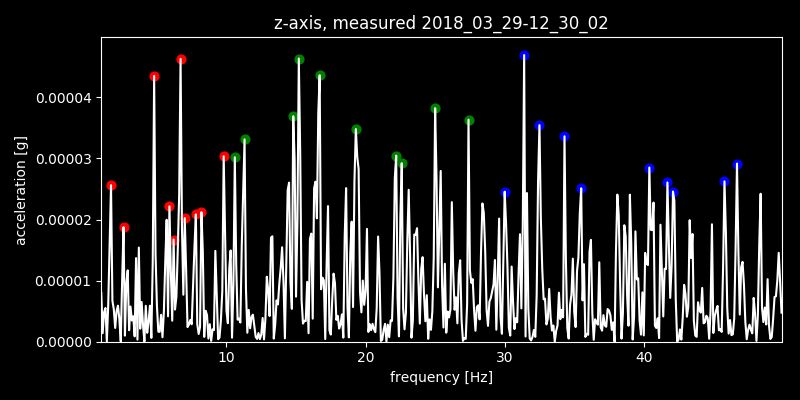 z-axis, measured 2018_03_29-12_30_02
acceleration [g]
0.00004
0.00003
0.00002
0.00001
0.00000
10 20 30 40
frequency [Hz]